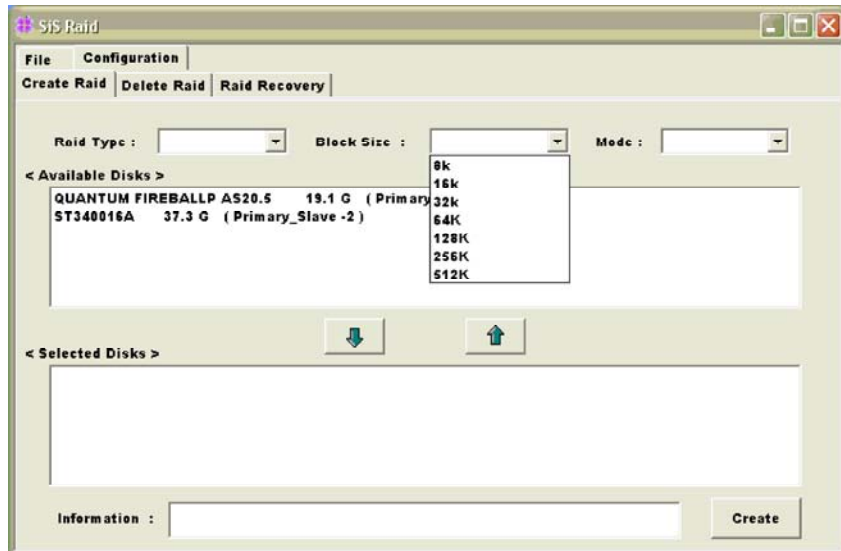 SiS Raid
File Configuration
Create Raid Delete Raid Raid Recovery
Raid Type : Block Size : Mode :
< Available Disks >
8k
16k
32k
64K
128K
256K
512K
QUANTUM FIREBALLP AS20.5 19.1 G ( Primary
ST340016A 37.3 G ( Primary_Slave -2 )
< Selected Disks >
Information :
Create